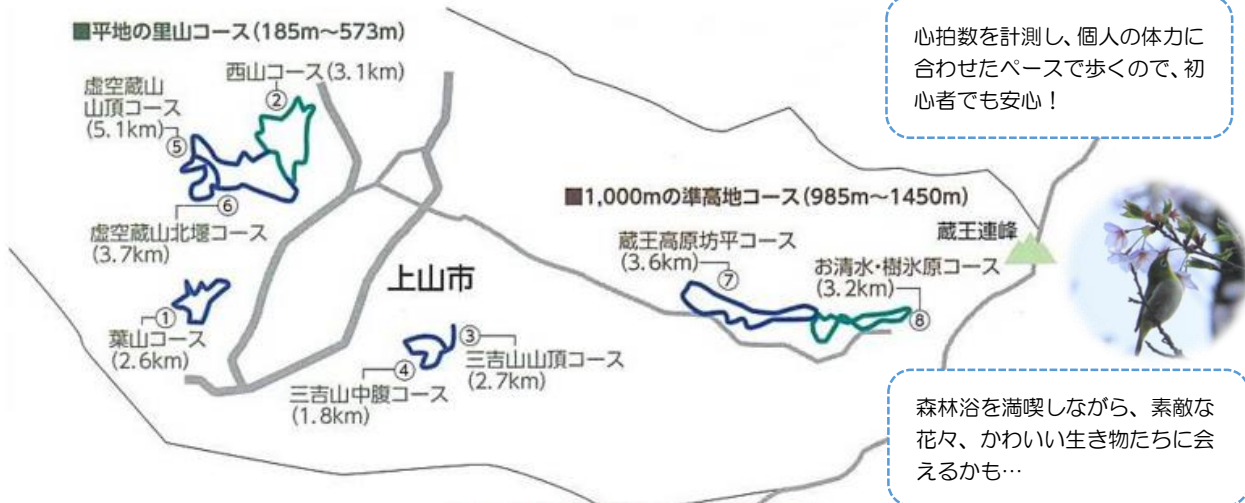 ■平地の里山コース(185m～573m)
西山コース(3.1km)
②
虚空蔵山
山頂コース
(5.1km)
⑤
⑥
虚空蔵山北堰コース
(3.7km)
①
葉山コース
(2.6km)
上山市
③
三吉山山頂コース
(2.7km)
④
三吉山中腹コース
(1.8km)
■1,000mの準高地コース(985m～1450m)
蔵王高原坊平コース
(3.6km)
⑦
お清水・樹氷原コース
(3.2km)
⑧
蔵王連峰
心拍数を計測し、個人の体力に
合わせたペースで歩くので、初
心者でも安心！
森林浴を満喫しながら、素敵な
花々、かわいい生き物たちに会
えるかも…